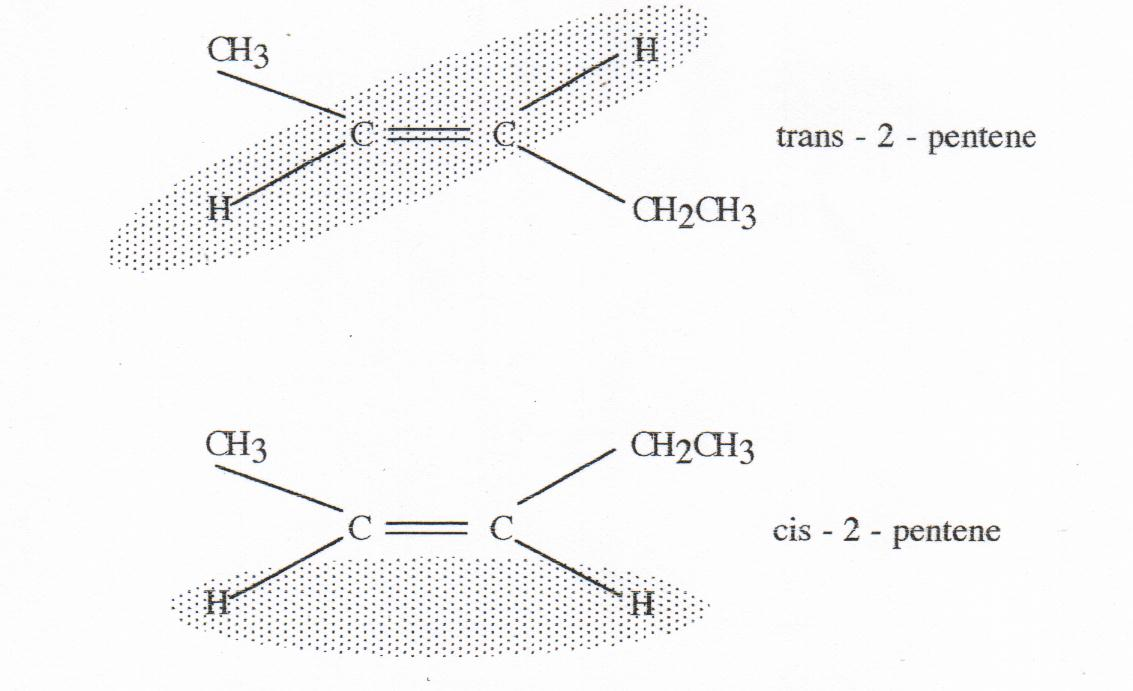 CH3 H
C C trans - 2 - pentene
H CH2CH3
CH3 CH2CH3
C C cis - 2 - pentene
H H